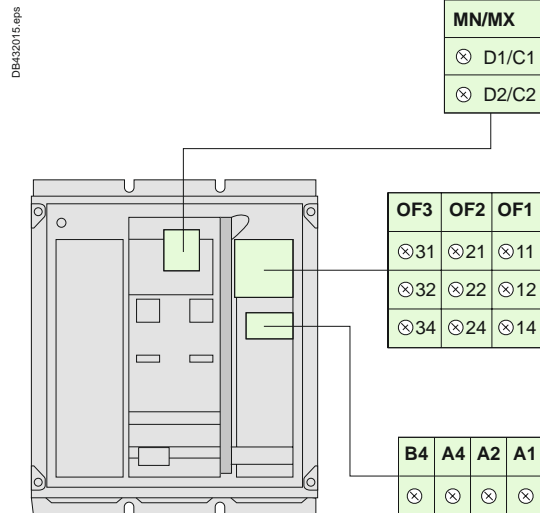 DB432015.eps
MN/MX
D1/C1
D2/C2
OF3 OF2 OF1
31 21 11
32 22 12
34 24 14
B4 A4 A2 A1